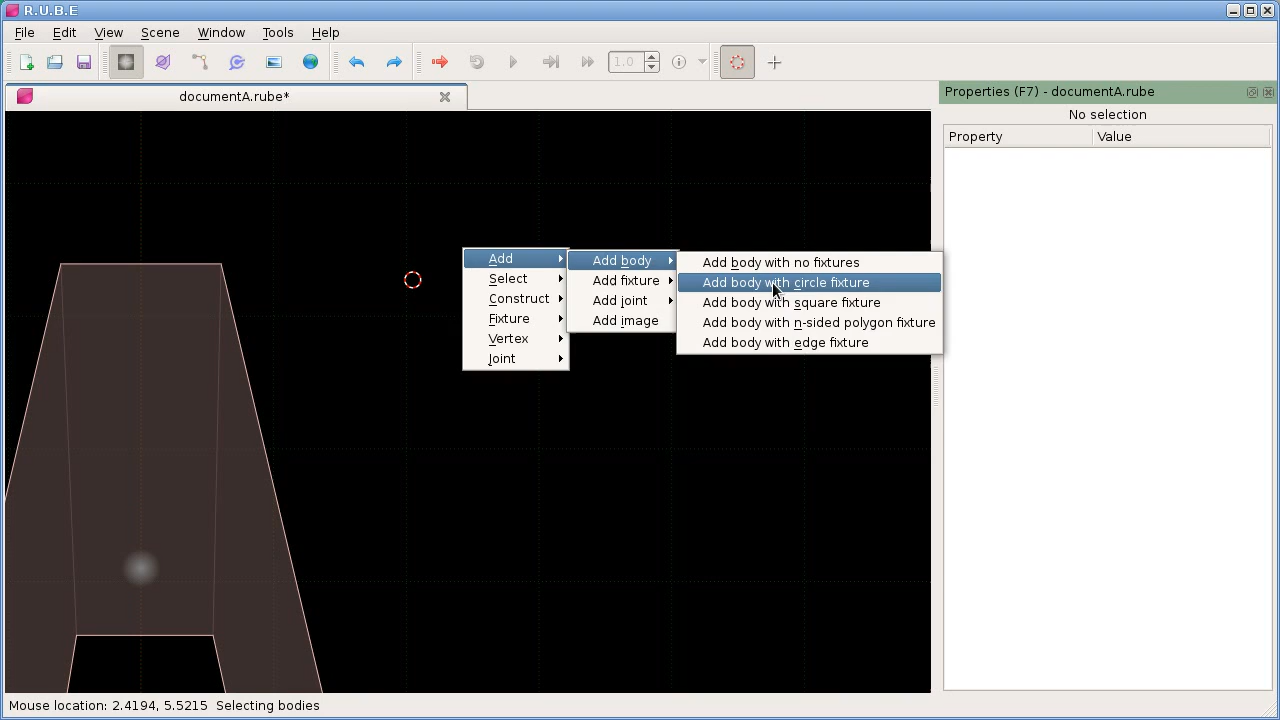 R.U.B.E
File Edit View Scene Window Tools Help
1.0
documentA.rube*
Properties (F7) - documentA.rube
No selection
Property Value
Add
Select
Construct
Fixture
Vertex
Joint
Add body
Add fixture
Add joint
Add image
Add body with no fixtures
Add body with circle fixture
Add body with square fixture
Add body with n-sided polygon fixture
Add body with edge fixture
Mouse location: 2.4194, 5.5215 Selecting bodies